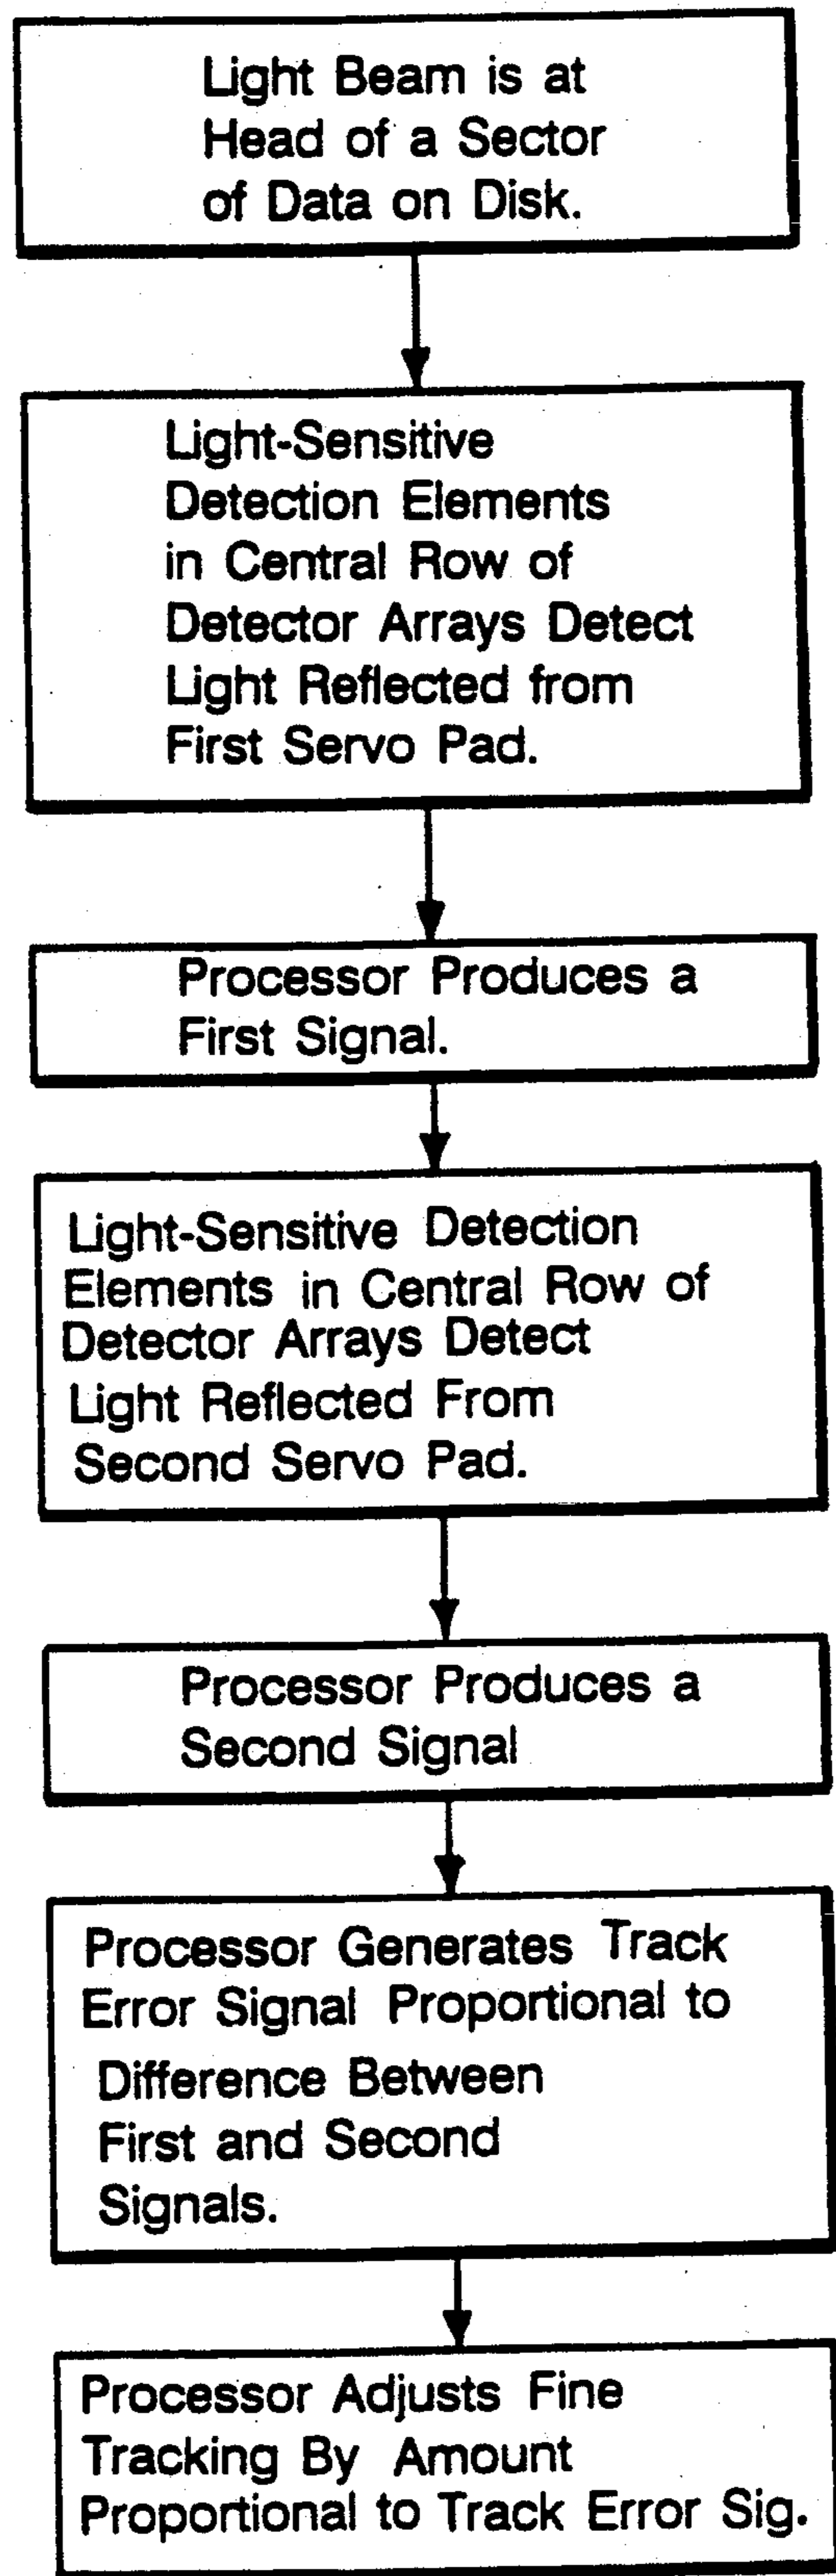 Light Beam is at
Head of a Sector
of Data on Disk.
Light-Sensitive
Detection Elements
in Central Row of
Detector Arrays Detect
Light Reflected from
First Servo Pad.
Processor Produces a
First Signal.
Light-Sensitive Detection
Elements in Central Row of
Detector Arrays Detect
Light Reflected From
Second Servo Pad.
Processor Produces a
Second Signal
Processor Generates Track
Error Signal Proportional to
Difference Between
First and Second
Signals.
Processor Adjusts Fine
Tracking By Amount
Proportional to Track Error Sig.